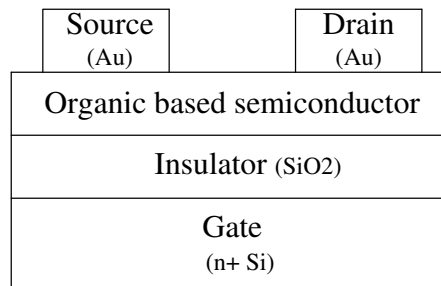 Source
(Au)
Drain
(Au)
Organic based semiconductor
Insulator (SiO2)
Gate
(n+ Si)